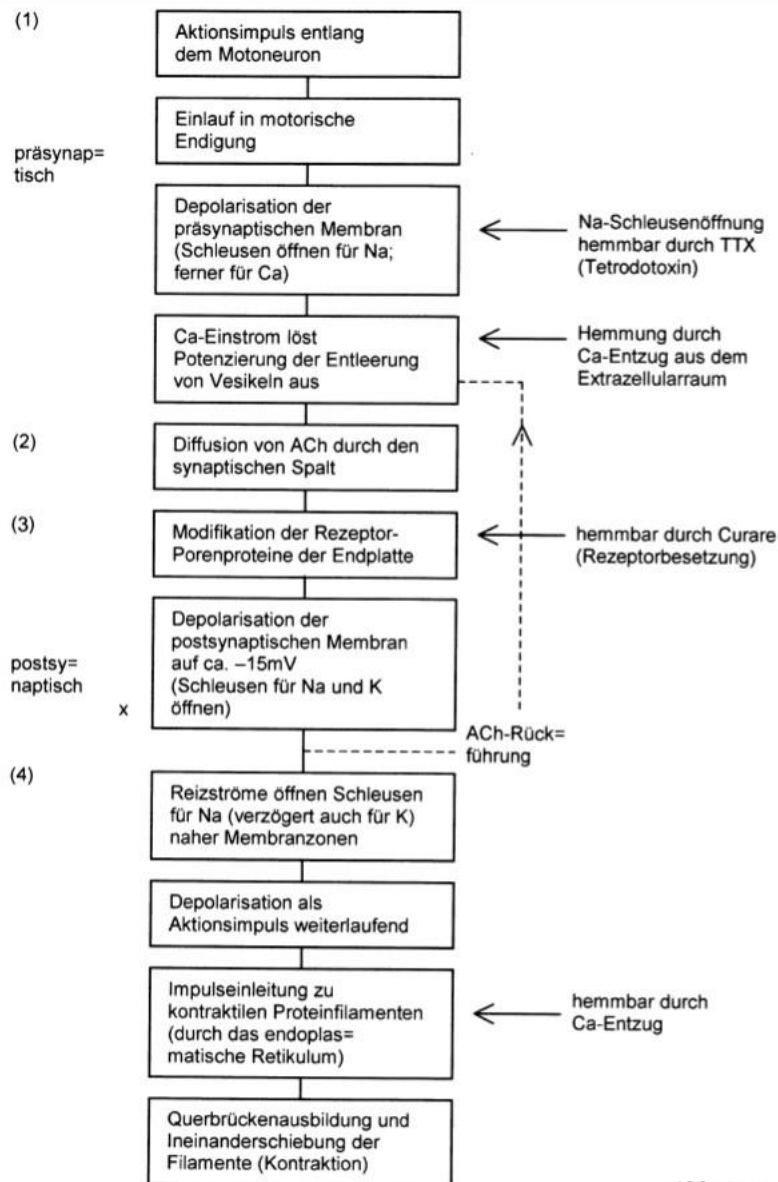 (1)
Aktionsimpuls entlang
dem Motoneuron
Einlauf in motorische
Endigung
präsynap=
tisch
Depolarisation der
präsynaptischen Membran
(Schleusen öffnen für Na;
ferner für Ca)
Na-Schleusenöffnung
hemmbar durch TTX
(Tetrodotoxin)
Ca-Einstrom löst
Potenzierung der Entleerung
von Vesikeln aus
Hemmung durch
Ca-Entzug aus dem
Extrazellularraum
(2)
Diffusion von ACh durch den
synaptischen Spalt
(3)
Modifikation der Rezeptor-
Porenproteine der Endplatte
hemmbar durch Curare
(Rezeptorbesetzung)
Depolarisation der
postsynaptischen Membran
auf ca. –15mV
(Schleusen für Na und K
öffnen)
postsy=
naptisch
x
ACh-Rück=
führung
(4)
Reizströme öffnen Schleusen
für Na (verzögert auch für K)
naher Membranzonen
Depolarisation als
Aktionsimpuls weiterlaufend
Impulseinleitung zu
kontraktilen Proteinfilamenten
(durch das endoplas=
matische Retikulum)
hemmbar durch
Ca-Entzug
Querbrückenausbildung und
Ineinanderschiebung der
Filamente (Kontraktion)